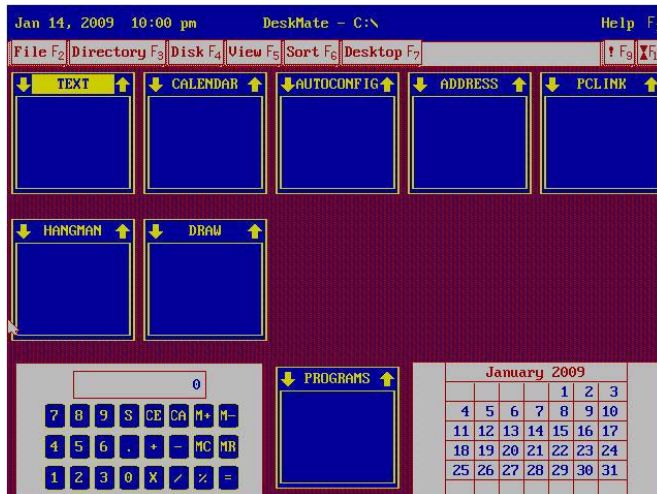 Jan 14, 2009 10:00 pm DeskMate - C:\ Help F
File F2 Directory F3 Disk F4 View F5 Sort F6 Desktop F7 ! F9 F1
TEXT CALENDAR AUTOCONFIG ADDRESS PCLINK
HANGMAN DRAW
PROGRAMS
0
7 8 9 S CE CA M+ M-
4 5 6 . + - MC MR
1 2 3 0 X / % =
January 2009
1 2 3
4 5 6 7 8 9 10
11 12 13 14 15 16 17
18 19 20 21 22 23 24
25 26 27 28 29 30 31